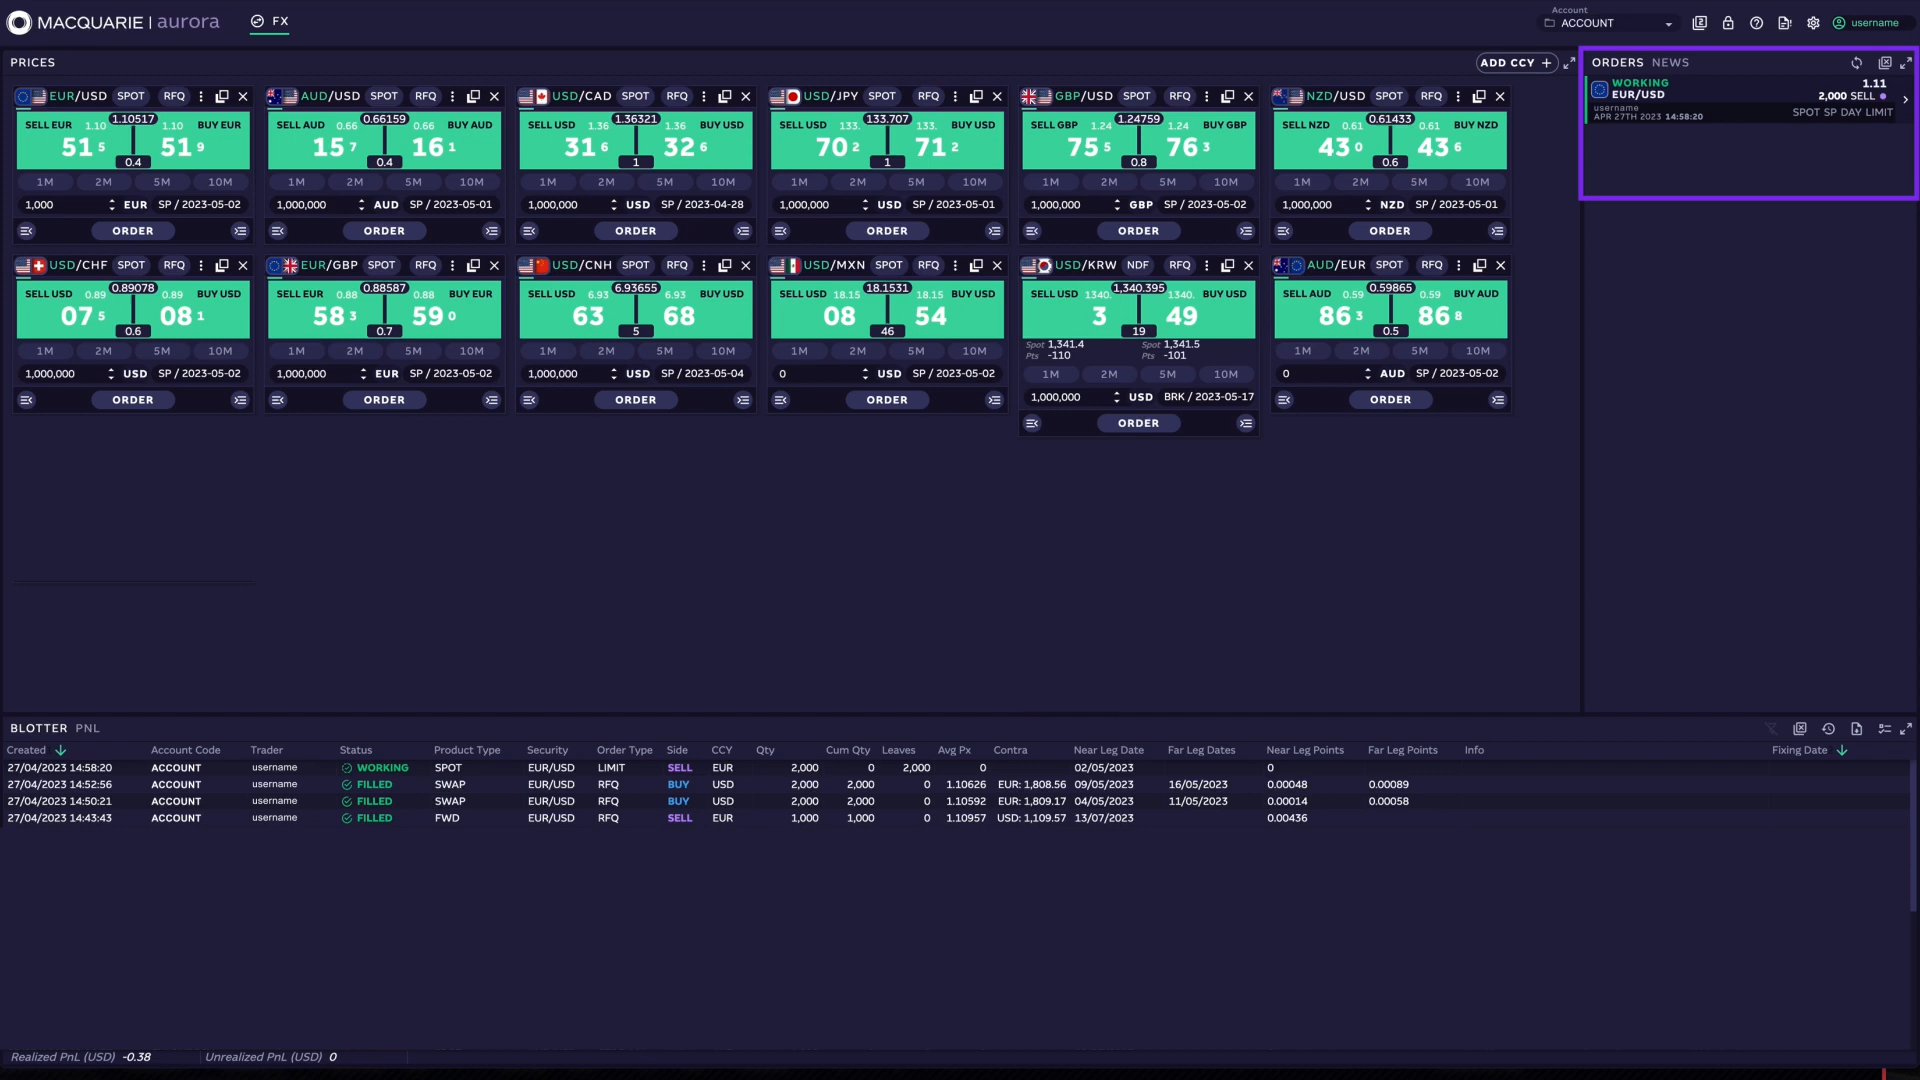 MACQUARIE | aurora
FX
Account
ACCOUNT
username
PRICES
ADD CCY +
ORDERS NEWS
WORKING 1.11
EUR/USD 2,000 SELL
username SPOT SP DAY LIMIT
APR 27TH 2023 14:58:20
EUR/USD SPOT RFQ
1.10517
SELL EUR 1.10 1.10 BUY EUR
51 5 51 9
0.4
1M 2M 5M 10M
1,000 EUR SP / 2023-05-02
ORDER
AUD/USD SPOT RFQ
0.66159
SELL AUD 0.66 0.66 BUY AUD
15 7 16 1
0.4
1M 2M 5M 10M
1,000,000 AUD SP / 2023-05-01
ORDER
USD/CAD SPOT RFQ
1.36321
SELL USD 1.36 1.36 BUY USD
31 6 32 6
1
1M 2M 5M 10M
1,000,000 USD SP / 2023-04-28
ORDER
USD/JPY SPOT RFQ
133.707
SELL USD 133. 133. BUY USD
70 2 71 2
1
1M 2M 5M 10M
1,000,000 USD SP / 2023-05-01
ORDER
GBP/USD SPOT RFQ
1.24759
SELL GBP 1.24 1.24 BUY GBP
75 5 76 3
0.8
1M 2M 5M 10M
1,000,000 GBP SP / 2023-05-02
ORDER
NZD/USD SPOT RFQ
0.61433
SELL NZD 0.61 0.61 BUY NZD
43 0 43 6
0.6
1M 2M 5M 10M
1,000,000 NZD SP / 2023-05-01
ORDER
USD/CHF SPOT RFQ
0.89078
SELL USD 0.89 0.89 BUY USD
07 5 08 1
0.6
1M 2M 5M 10M
1,000,000 USD SP / 2023-05-02
ORDER
EUR/GBP SPOT RFQ
0.88587
SELL EUR 0.88 0.88 BUY EUR
58 3 59 0
0.7
1M 2M 5M 10M
1,000,000 EUR SP / 2023-05-02
ORDER
USD/CNH SPOT RFQ
6.93655
SELL USD 6.93 6.93 BUY USD
63 68
5
1M 2M 5M 10M
1,000,000 USD SP / 2023-05-04
ORDER
USD/MXN SPOT RFQ
18.1531
SELL USD 18.15 18.15 BUY USD
08 54
46
1M 2M 5M 10M
0 USD SP / 2023-05-02
ORDER
USD/KRW NDF RFQ
1,340.395
SELL USD 1340. 1340. BUY USD
3 49
19
Spot 1,341.4 Spot 1,341.5
Pts -110 Pts -101
1M 2M 5M 10M
1,000,000 USD BRK / 2023-05-17
ORDER
AUD/EUR SPOT RFQ
0.59865
SELL AUD 0.59 0.59 BUY AUD
86 3 86 8
0.5
1M 2M 5M 10M
0 AUD SP / 2023-05-02
ORDER
BLOTTER PNL
Created Account Code Trader Status Product Type Security Order Type Side CCY Qty Cum Qty Leaves Avg Px Contra Near Leg Date Far Leg Dates Near Leg Points Far Leg Points Info Fixing Date
27/04/2023 14:58:20 ACCOUNT username WORKING SPOT EUR/USD LIMIT SELL EUR 2,000 0 2,000 0 02/05/2023 0
27/04/2023 14:52:56 ACCOUNT username FILLED SWAP EUR/USD RFQ BUY USD 2,000 2,000 0 1.10626 EUR: 1,808.56 09/05/2023 16/05/2023 0.00048 0.00089
27/04/2023 14:50:21 ACCOUNT username FILLED SWAP EUR/USD RFQ BUY USD 2,000 2,000 0 1.10592 EUR: 1,809.17 04/05/2023 11/05/2023 0.00014 0.00058
27/04/2023 14:43:43 ACCOUNT username FILLED FWD EUR/USD RFQ SELL EUR 1,000 1,000 0 1.10957 USD: 1,109.57 13/07/2023 0.00436
Realized PnL (USD) -0.38 Unrealized PnL (USD) 0